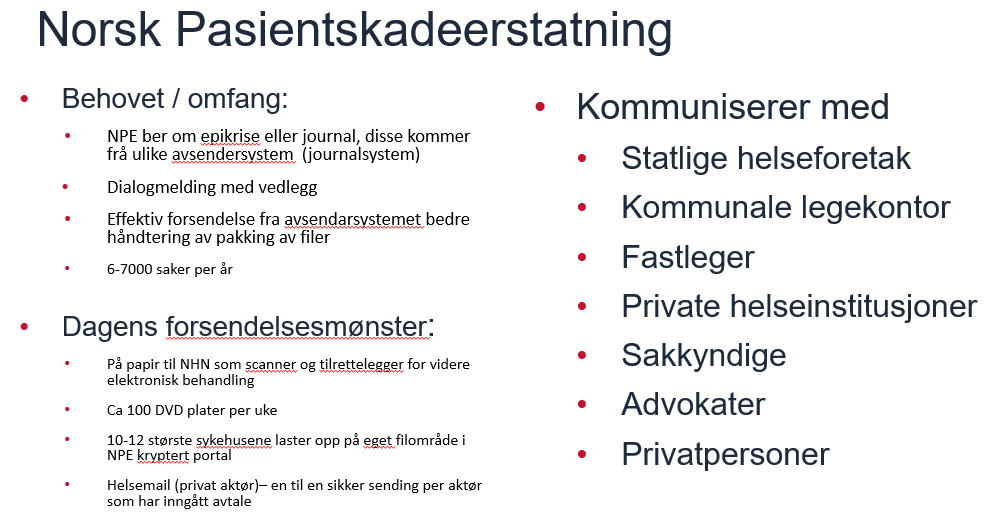 Norsk Pasientskadeerstatning
• Behovet / omfang:
• NPE ber om epikrise eller journal, disse kommer
frå ulike avsendersystem (journalsystem)
• Dialogmelding med vedlegg
• Effektiv forsendelse fra avsendarsystemet bedre
håndtering av pakking av filer
• 6-7000 saker per år
• Dagens forsendelsesmønster:
• På papir til NHN som scanner og tilrettelegger for videre
elektronisk behandling
• Ca 100 DVD plater per uke
• 10-12 største sykehusene laster opp på eget filområde i
NPE kryptert portal
• Helsemail (privat aktør)– en til en sikker sending per aktør
som har inngått avtale
• Kommuniserer med
• Statlige helseforetak
• Kommunale legekontor
• Fastleger
• Private helseinstitusjoner
• Sakkyndige
• Advokater
• Privatpersoner